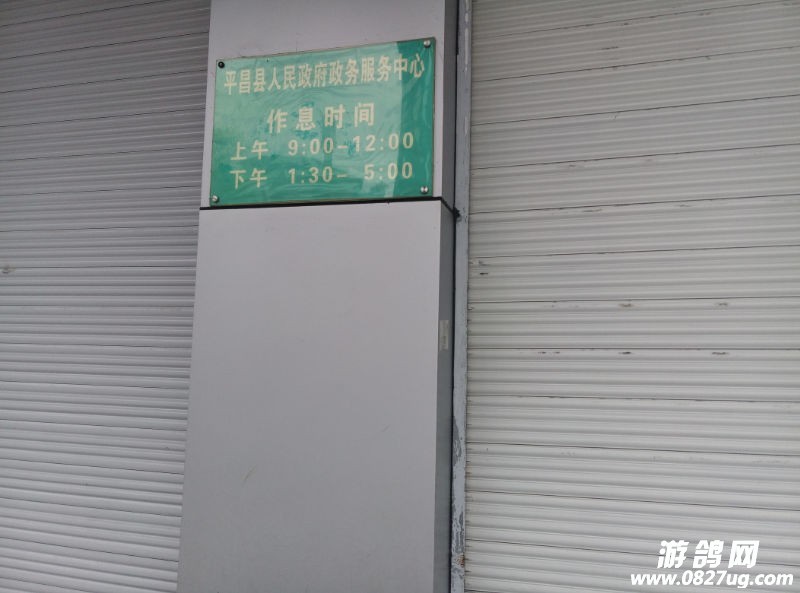 平昌县人民政府政务服务中心
作息时间
上午 9:00-12:00
下午 1:30- 5:00
游鸽网
www.0827ug.com